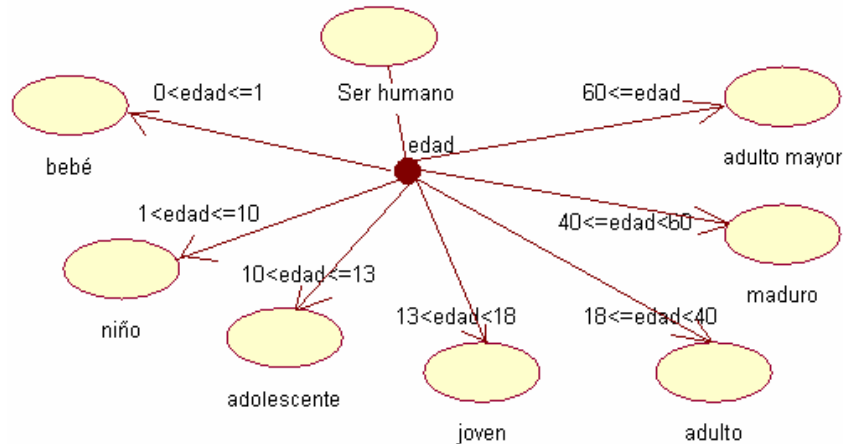 Ser humano
0<edad<=1
60<=edad
edad
bebé
adulto mayor
1<edad<=10
40<=edad<60
10<edad<=13
maduro
niño
13<edad<18
18<=edad<40
adolescente
joven
adulto